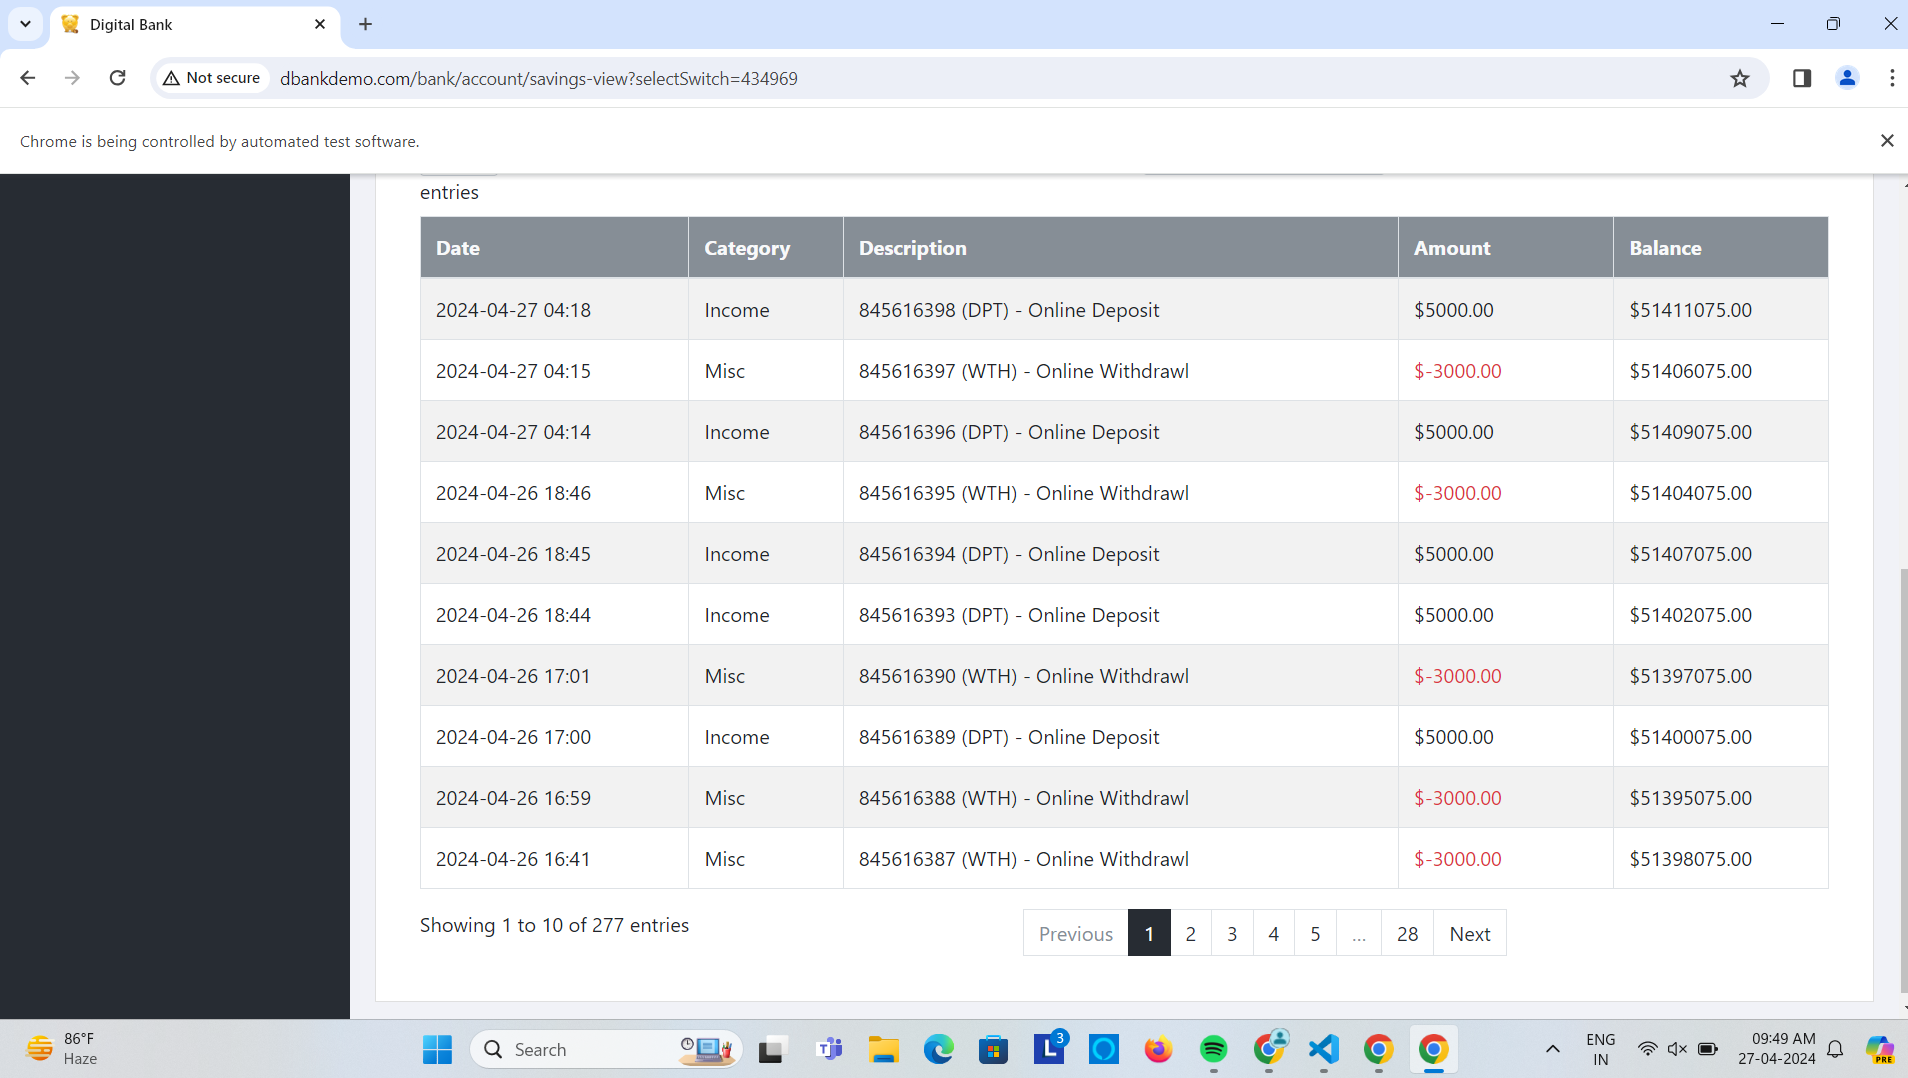 Digital Bank
Not secure dbankdemo.com/bank/account/savings-view?selectSwitch=434969
Chrome is being controlled by automated test software.
entries
Date Category Description Amount Balance
2024-04-27 04:18 Income 845616398 (DPT) - Online Deposit $5000.00 $51411075.00
2024-04-27 04:15 Misc 845616397 (WTH) - Online Withdrawl $-3000.00 $51406075.00
2024-04-27 04:14 Income 845616396 (DPT) - Online Deposit $5000.00 $51409075.00
2024-04-26 18:46 Misc 845616395 (WTH) - Online Withdrawl $-3000.00 $51404075.00
2024-04-26 18:45 Income 845616394 (DPT) - Online Deposit $5000.00 $51407075.00
2024-04-26 18:44 Income 845616393 (DPT) - Online Deposit $5000.00 $51402075.00
2024-04-26 17:01 Misc 845616390 (WTH) - Online Withdrawl $-3000.00 $51397075.00
2024-04-26 17:00 Income 845616389 (DPT) - Online Deposit $5000.00 $51400075.00
2024-04-26 16:59 Misc 845616388 (WTH) - Online Withdrawl $-3000.00 $51395075.00
2024-04-26 16:41 Misc 845616387 (WTH) - Online Withdrawl $-3000.00 $51398075.00
Showing 1 to 10 of 277 entries Previous 1 2 3 4 5 ... 28 Next
86°F
Haze
Search
L 3
ENG
IN
09:49 AM
27-04-2024
PRE